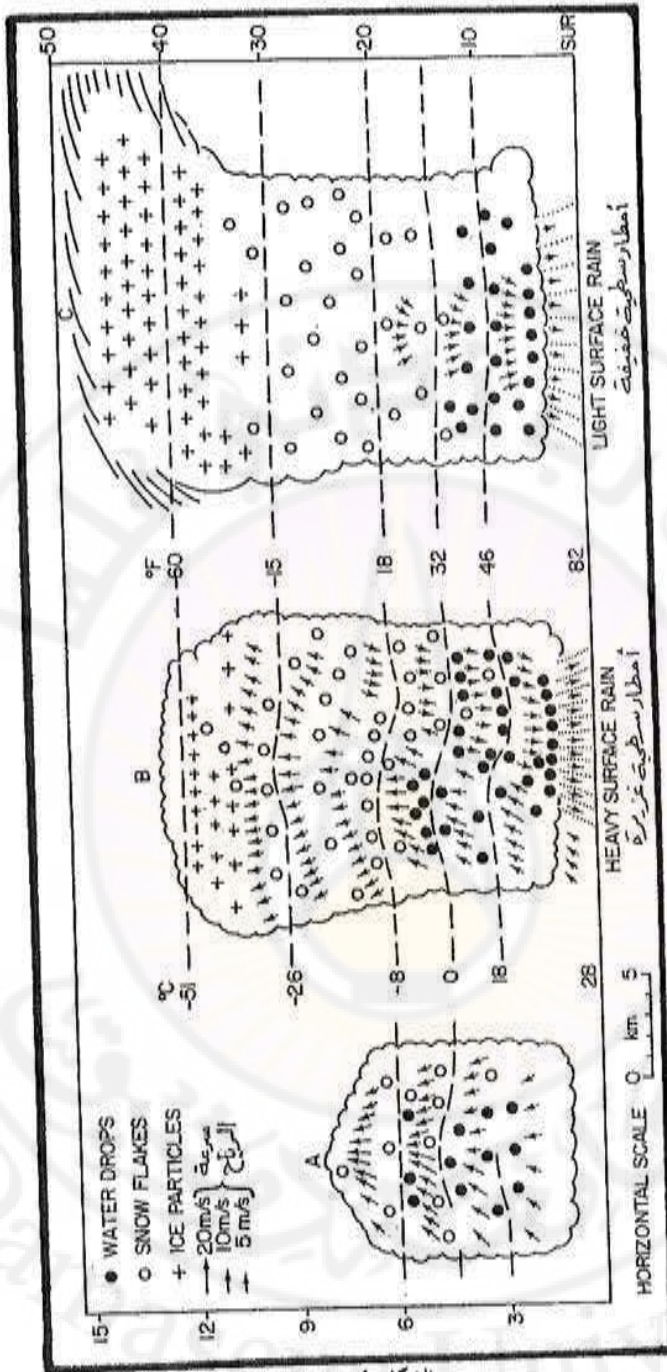 ● WATER DROPS
○ SNOW FLAKES
+ ICE PARTICLES
→ 20m/s
→ 10m/s
→ 5 m/s
سرعة
الرياح
A
B
C
15-
12-
9-
6-
3-
°C
-51
-26
-8
0
18
28
°F
-60
-15
18
32
46
82
-50
-40
-30
-20
-10
SUR
HORIZONTAL SCALE 0 km 5
HEAVY SURFACE RAIN
أمطار سطحية غزيرة
LIGHT SURFACE RAIN
أمطار سطحية خفيفة